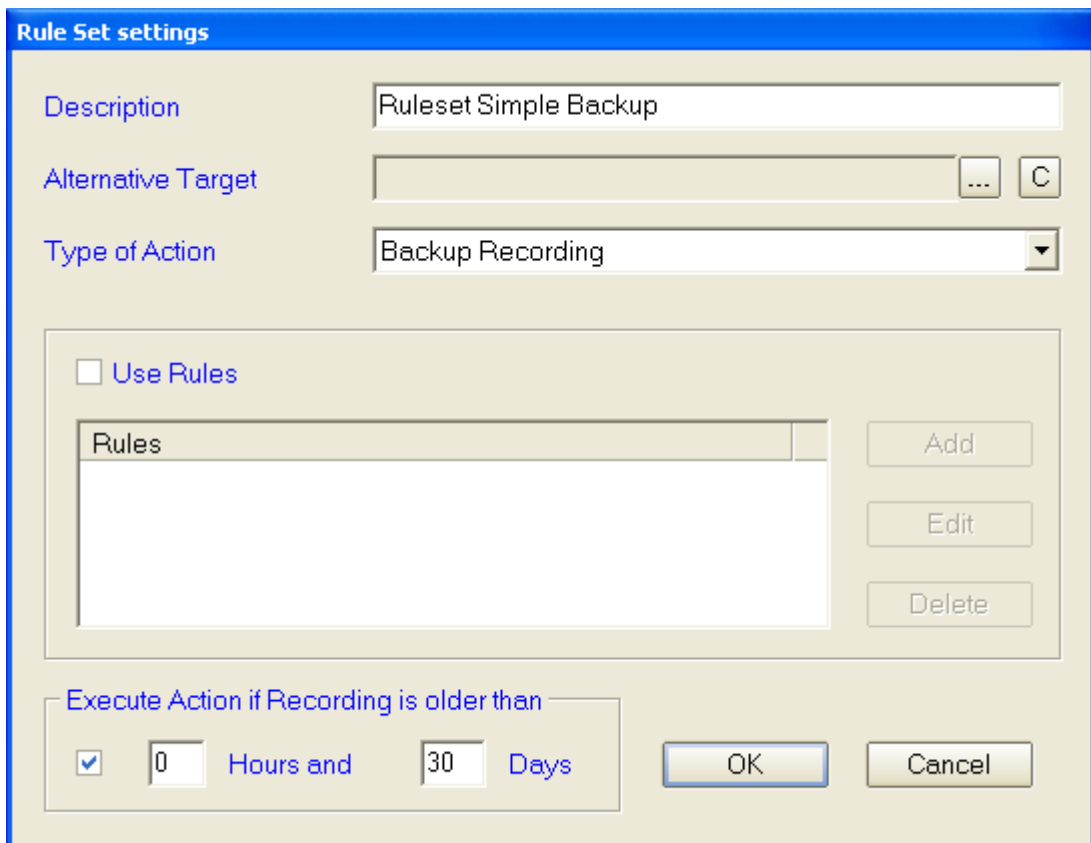 Rule Set settings
Description Ruleset Simple Backup
Alternative Target ... C
Type of Action Backup Recording
Use Rules
Rules Add
Edit
Delete
Execute Action if Recording is older than
0 Hours and 30 Days OK Cancel